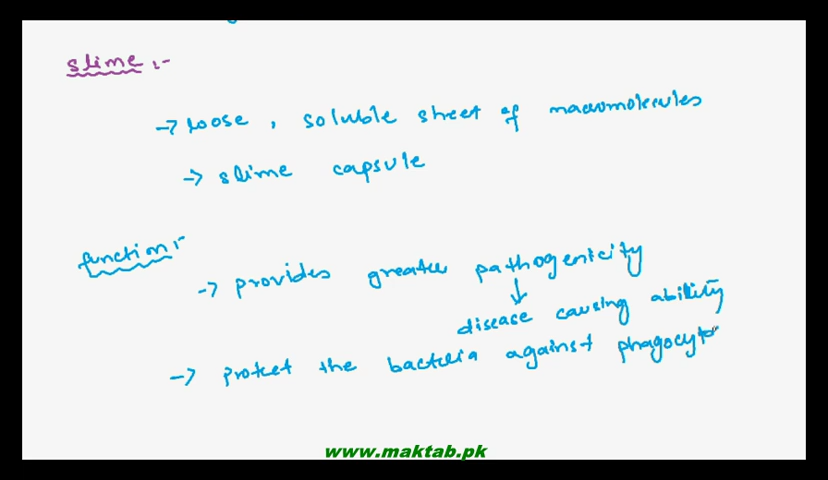 slime :-
→ loose, soluble sheet of macromolecules
→ slime capsule
function :-
→ provides greater pathogenicity
↓
disease causing ability
→ protect the bacteria against phagocyto
www.maktab.pk